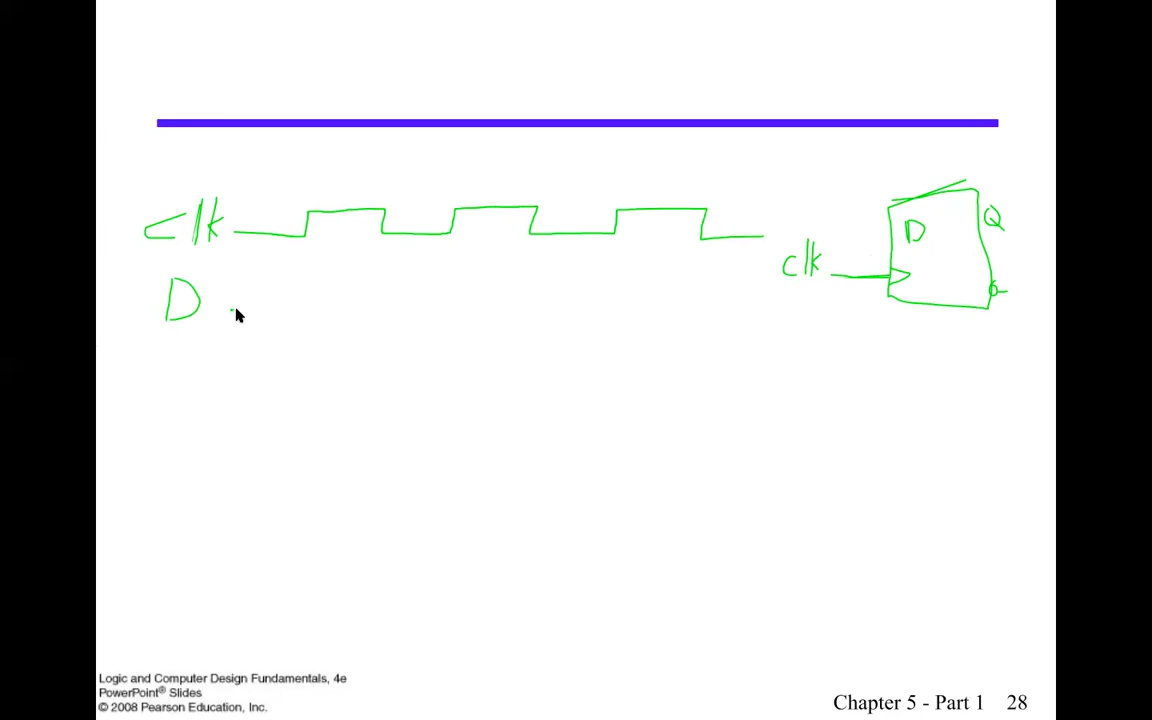 clk
D
clk
D
Q
Logic and Computer Design Fundamentals, 4e
PowerPoint® Slides
© 2008 Pearson Education, Inc.
Chapter 5 - Part 1 28